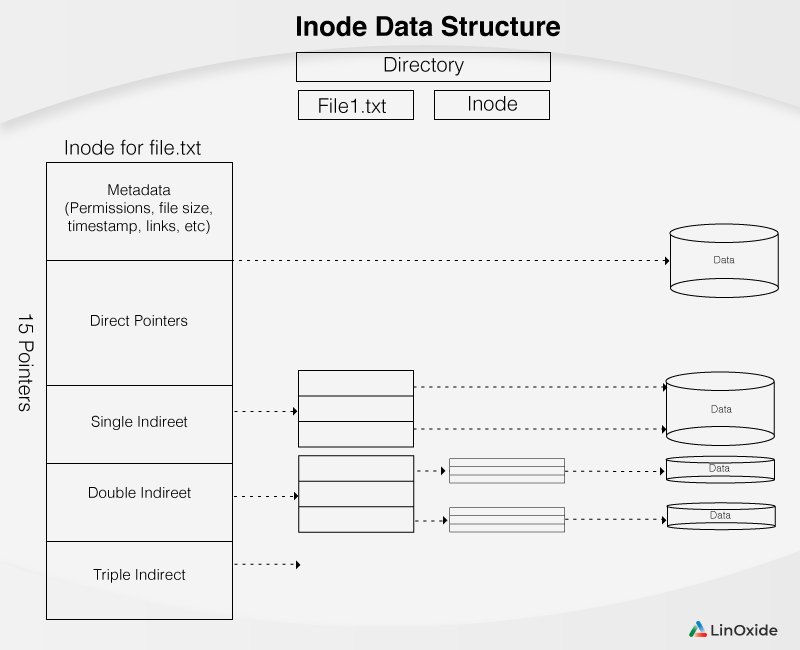 Inode Data Structure
Directory
File1.txt
Inode
Inode for file.txt
Metadata
(Permissions, file size,
timestamp, links, etc)
Data
Direct Pointers
15 Pointers
Single Indireet
Data
Double Indireet
Data
Data
Triple Indirect
LinOxide